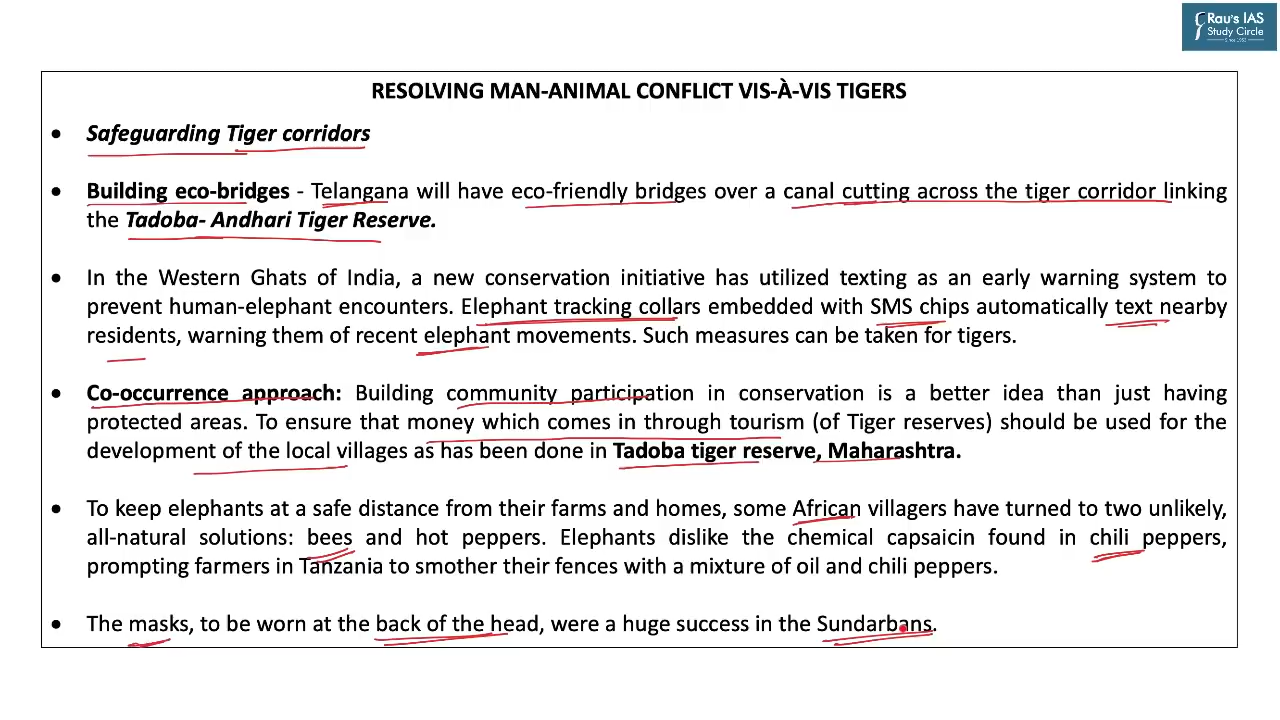 Rau's IAS
Study Circle
Since 1953
RESOLVING MAN-ANIMAL CONFLICT VIS-À-VIS TIGERS
• Safeguarding Tiger corridors
• Building eco-bridges - Telangana will have eco-friendly bridges over a canal cutting across the tiger corridor linking
the Tadoba- Andhari Tiger Reserve.
• In the Western Ghats of India, a new conservation initiative has utilized texting as an early warning system to
prevent human-elephant encounters. Elephant tracking collars embedded with SMS chips automatically text nearby
residents, warning them of recent elephant movements. Such measures can be taken for tigers.
• Co-occurrence approach: Building community participation in conservation is a better idea than just having
protected areas. To ensure that money which comes in through tourism (of Tiger reserves) should be used for the
development of the local villages as has been done in Tadoba tiger reserve, Maharashtra.
• To keep elephants at a safe distance from their farms and homes, some African villagers have turned to two unlikely,
all-natural solutions: bees and hot peppers. Elephants dislike the chemical capsaicin found in chili peppers,
prompting farmers in Tanzania to smother their fences with a mixture of oil and chili peppers.
• The masks, to be worn at the back of the head, were a huge success in the Sundarbans.